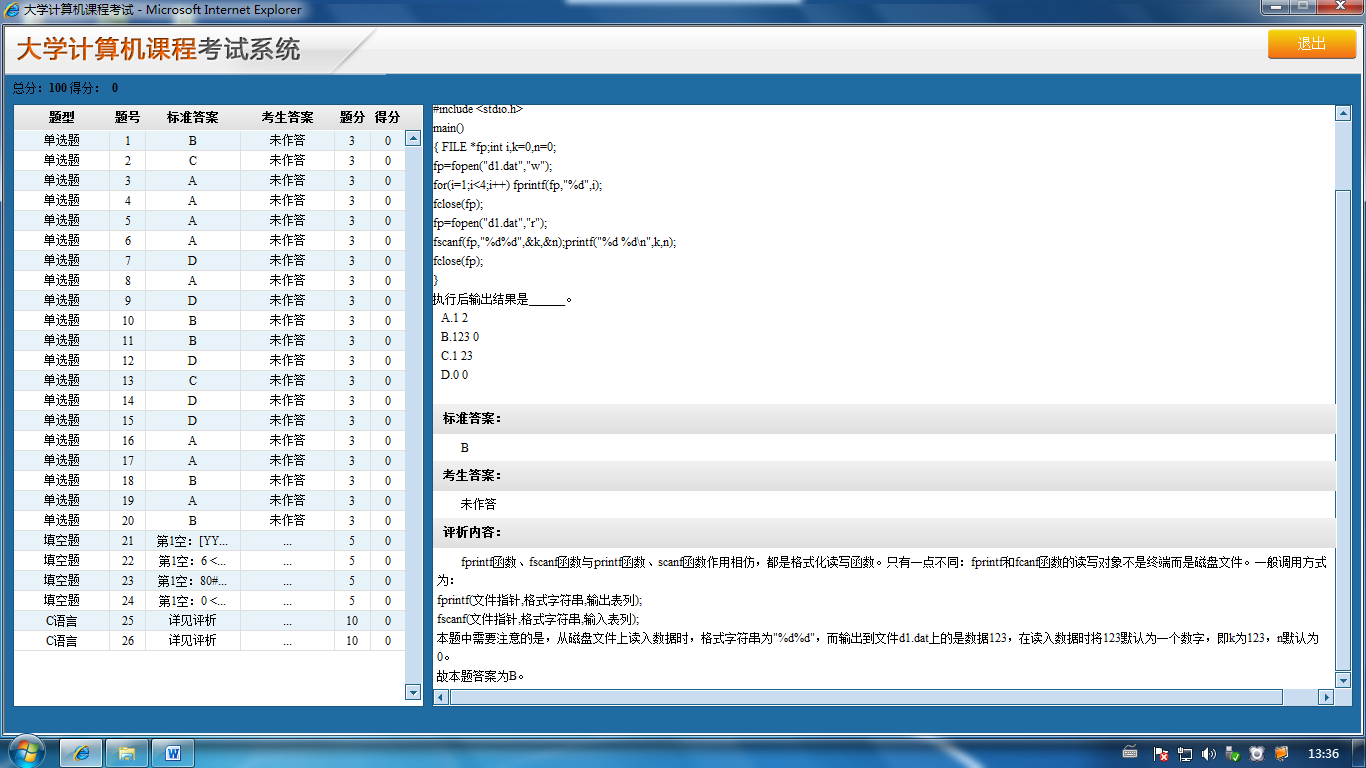 大学计算机课程考试 - Microsoft Internet Explorer
大学计算机课程考试系统
退出
总分: 100 得分: 0
题型 题号 标准答案 考生答案 题分 得分
单选题 1 B 未作答 3 0
单选题 2 C 未作答 3 0
单选题 3 A 未作答 3 0
单选题 4 A 未作答 3 0
单选题 5 A 未作答 3 0
单选题 6 A 未作答 3 0
单选题 7 D 未作答 3 0
单选题 8 A 未作答 3 0
单选题 9 D 未作答 3 0
单选题 10 B 未作答 3 0
单选题 11 B 未作答 3 0
单选题 12 D 未作答 3 0
单选题 13 C 未作答 3 0
单选题 14 D 未作答 3 0
单选题 15 D 未作答 3 0
单选题 16 A 未作答 3 0
单选题 17 A 未作答 3 0
单选题 18 B 未作答 3 0
单选题 19 A 未作答 3 0
单选题 20 B 未作答 3 0
填空题 21 第1空：[YY... ... 5 0
填空题 22 第1空：6 <... ... 5 0
填空题 23 第1空：80#... ... 5 0
填空题 24 第1空：0 <... ... 5 0
C语言 25 详见评析 ... 10 0
C语言 26 详见评析 ... 10 0
#include <stdio.h>
main()
{ FILE *fp;int i,k=0,n=0;
fp=fopen("d1.dat","w");
for(i=1;i<4;i++) fprintf(fp,"%d",i);
fclose(fp);
fp=fopen("d1.dat","r");
fscanf(fp,"%d%d",&k,&n);printf("%d %d\n",k,n);
fclose(fp);
}
执行后输出结果是______。
A.1 2
B.123 0
C.1 23
D.0 0
标准答案：
B
考生答案：
未作答
评析内容：
fprintf函数、fscanf函数与printf函数、scanf函数作用相仿，都是格式化读写函数。只有一点不同：fprintf和fcanf函数的读写对象不是终端而是磁盘文件。一般调用方式
为：
fprintf(文件指针,格式字符串,输出表列);
fscanf(文件指针,格式字符串,输入表列);
本题中需要注意的是，从磁盘文件上读入数据时，格式字符串为"%d%d"，而输出到文件d1.dat上的是数据123，在读入数据时将123默认为一个数字，即k为123，n默认为
0。
故本题答案为B。
13:36